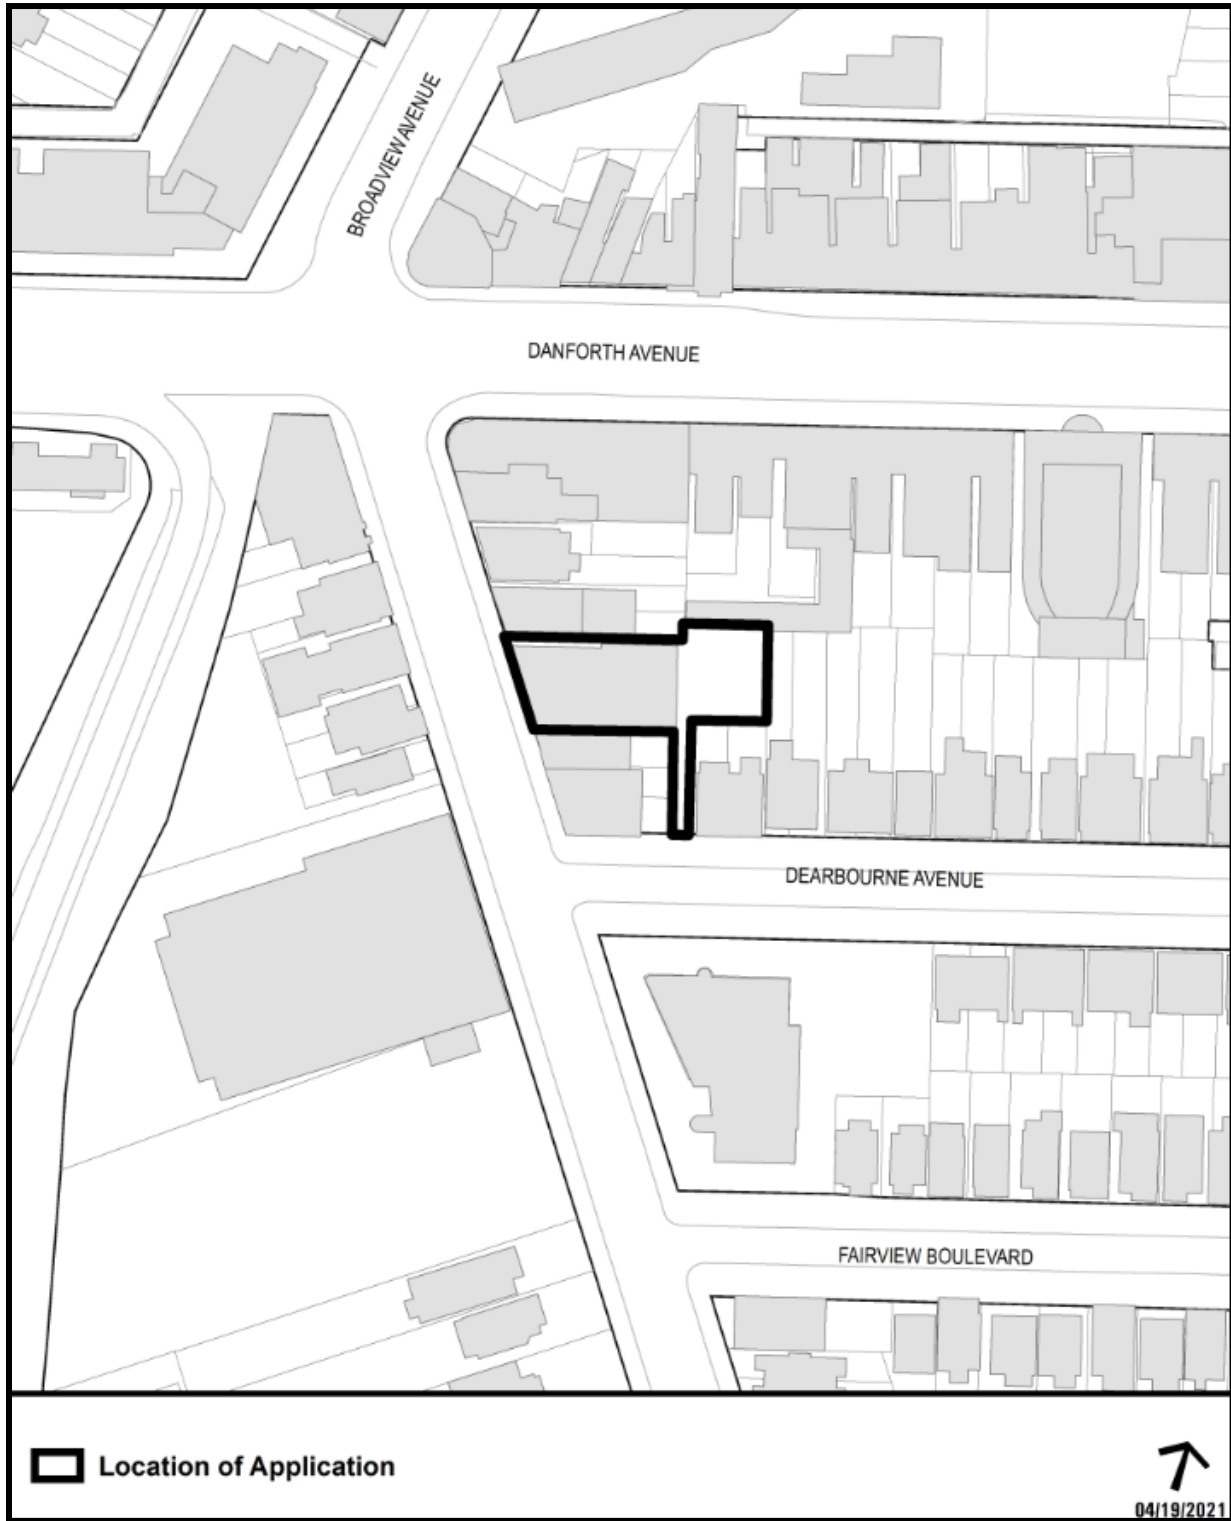 BROADVIEW AVENUE
DANFORTH AVENUE
DEARBOURNE AVENUE
FAIRVIEW BOULEVARD
Location of Application
04/19/2021